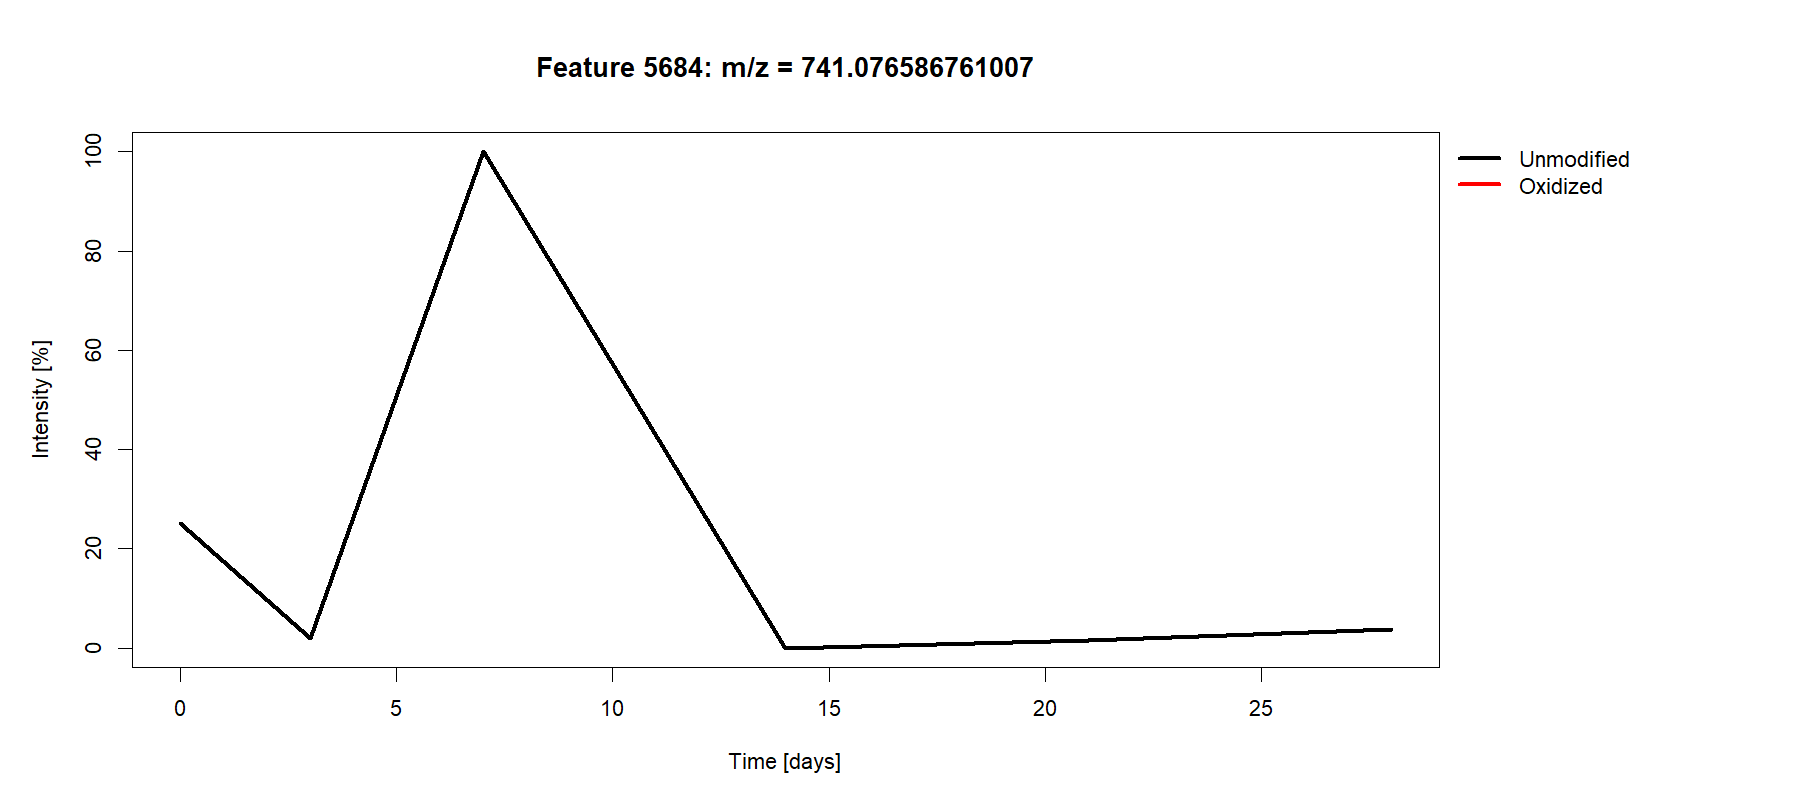 Feature 5684: m/z = 741.076586761007
Unmodified
Oxidized
100
80
60
40
20
0
Intensity [%]
0 5 10 15 20 25
Time [days]